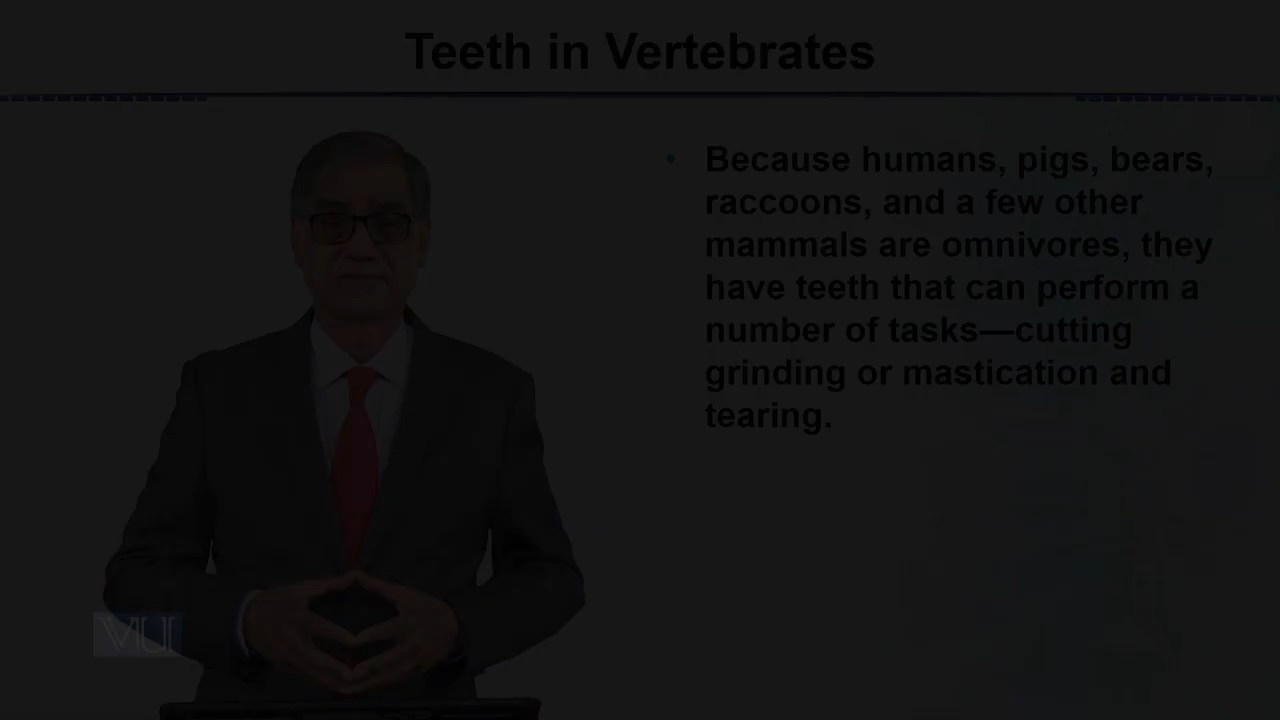 Teeth in Vertebrates
• Because humans, pigs, bears,
raccoons, and a few other
mammals are omnivores, they
have teeth that can perform a
number of tasks—cutting
grinding or mastication and
tearing.
VU